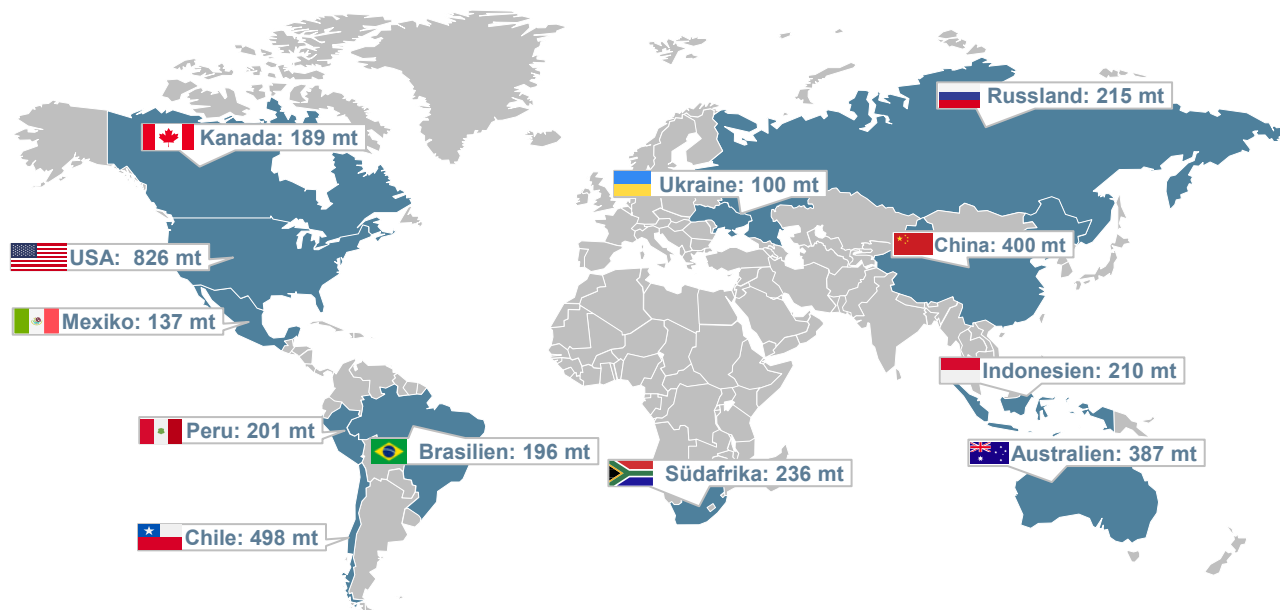 Russland: 215 mt
Kanada: 189 mt
Ukraine: 100 mt
China: 400 mt
USA: 826 mt
Mexiko: 137 mt
Indonesien: 210 mt
Peru: 201 mt
Brasilien: 196 mt
Australien: 387 mt
Südafrika: 236 mt
Chile: 498 mt